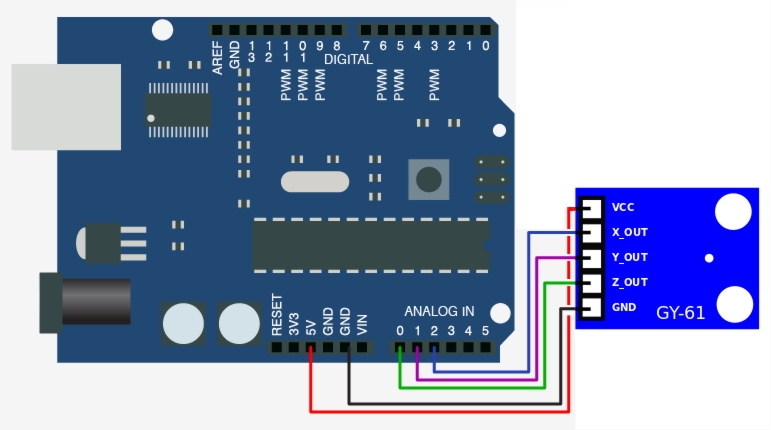 AREF
GND
13
12
11
PWM
101
PWM
9
PWM
8
7
6
PWM
5
PWM
4
3
PWM
2
1
0
DIGITAL
VCC
X_OUT
Y_OUT
Z_OUT
GND
GY-61
ANALOG IN
RESET
3V3
5V
GND
GND
VIN
0 1 2 3 4 5